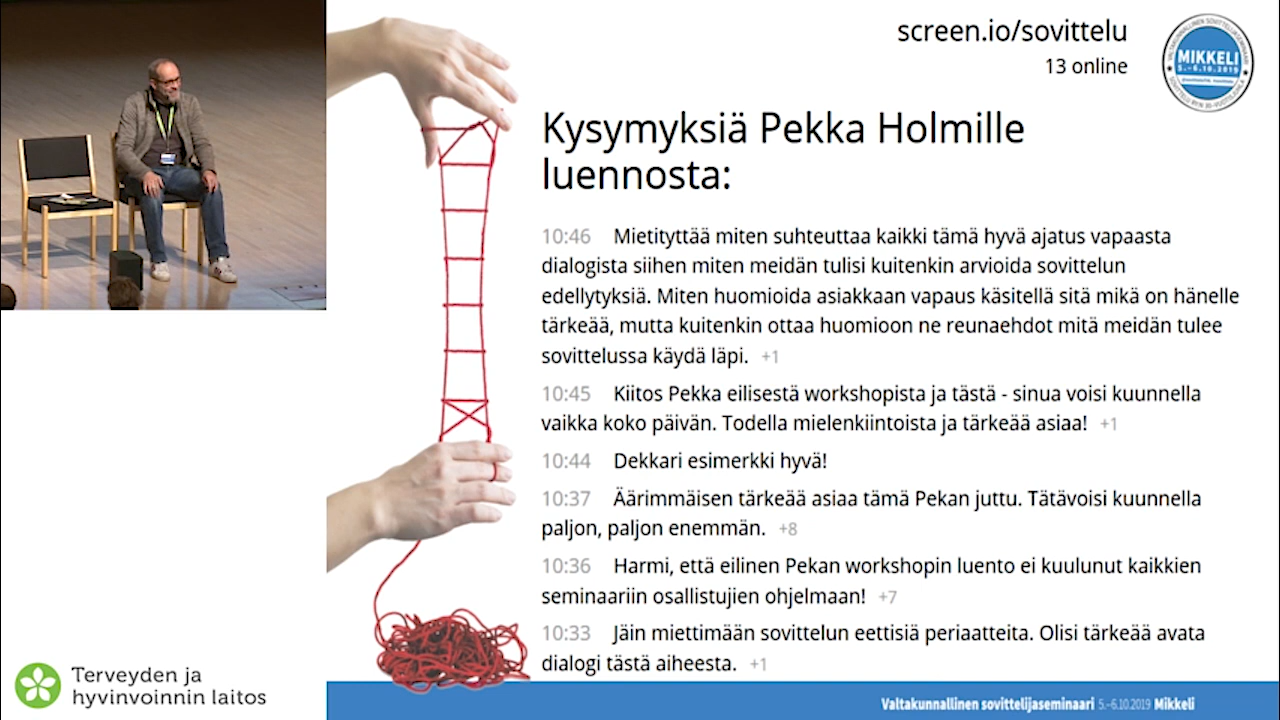 screen.io/sovittelu
13 online
MIKKELI
5.-6.10.2019
Kysymyksiä Pekka Holmille
luennosta:
10:46 Mietityttää miten suhteuttaa kaikki tämä hyvä ajatus vapaasta
dialogista siihen miten meidän tulisi kuitenkin arvioida sovittelun
edellytyksiä. Miten huomioida asiakkaan vapaus käsitellä sitä mikä on hänelle
tärkeää, mutta kuitenkin ottaa huomioon ne reunaehdot mitä meidän tulee
sovittelussa käydä läpi. +1
10:45 Kiitos Pekka eilisestä workshopista ja tästä - sinua voisi kuunnella
vaikka koko päivän. Todella mielenkiintoista ja tärkeää asiaa! +1
10:44 Dekkari esimerkki hyvä!
10:37 Äärimmäisen tärkeää asiaa tämä Pekan juttu. Tätävoisi kuunnella
paljon, paljon enemmän. +8
10:36 Harmi, että eilinen Pekan workshopin luento ei kuulunut kaikkien
seminaariin osallistujien ohjelmaan! +7
10:33 Jäin miettimään sovittelun eettisiä periaatteita. Olisi tärkeää avata
dialogi tästä aiheesta. +1
Terveyden ja
hyvinvoinnin laitos
Valtakunnallinen sovittelijaseminaari 5.-6.10.2019 Mikkeli